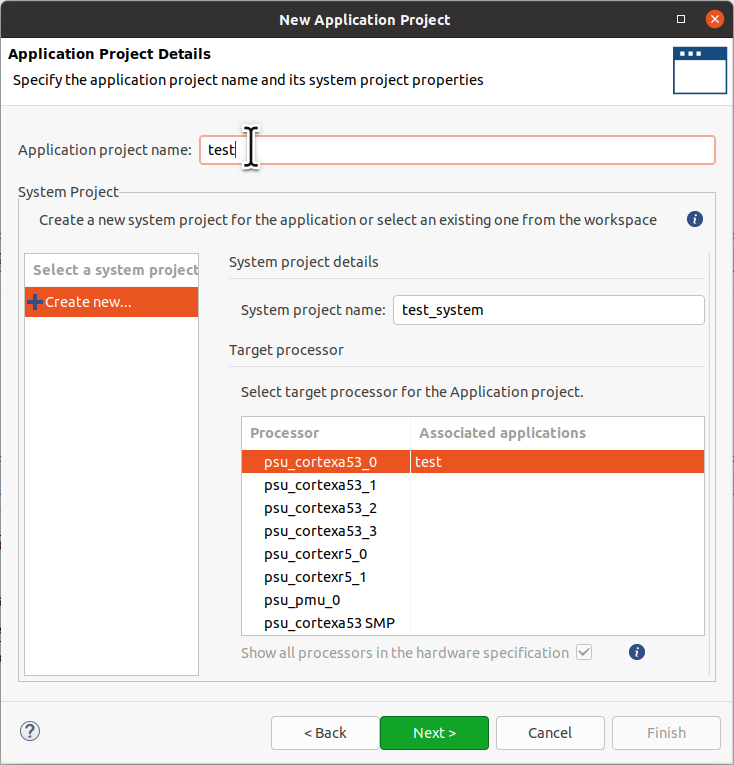 New Application Project
Application Project Details
Specify the application project name and its system project properties
Application project name: test
System Project
Create a new system project for the application or select an existing one from the workspace
Select a system project
Create new...
System project details
System project name: test_system
Target processor
Select target processor for the Application project.
Processor Associated applications
psu_cortexa53_0 test
psu_cortexa53_1
psu_cortexa53_2
psu_cortexa53_3
psu_cortexr5_0
psu_cortexr5_1
psu_pmu_0
psu_cortexa53 SMP
Show all processors in the hardware specification
< Back Next > Cancel Finish